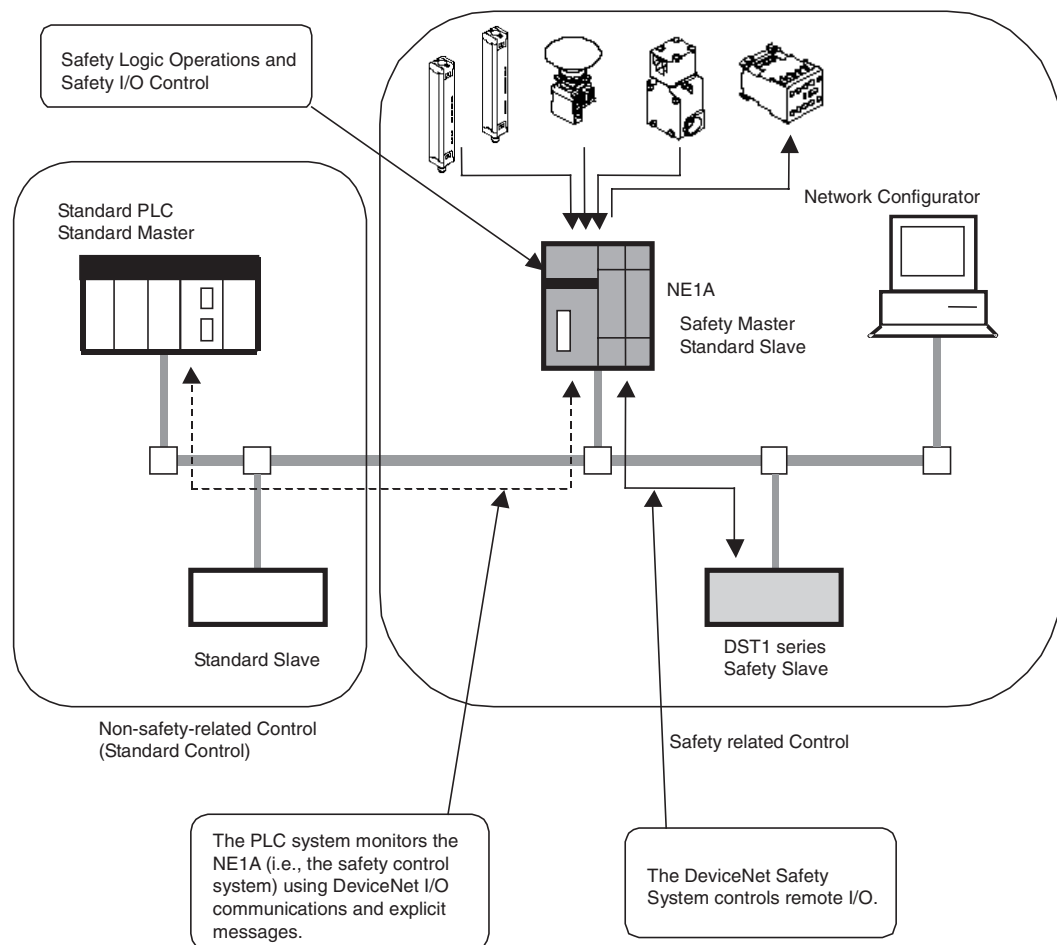 Safety Logic Operations and
Safety I/O Control
Standard PLC
Standard Master
Network Configurator
NE1A
Safety Master
Standard Slave
Standard Slave
DST1 series
Safety Slave
Non-safety-related Control
(Standard Control)
Safety related Control
The PLC system monitors the
NE1A (i.e., the safety control
system) using DeviceNet I/O
communications and explicit
messages.
The DeviceNet Safety
System controls remote I/O.